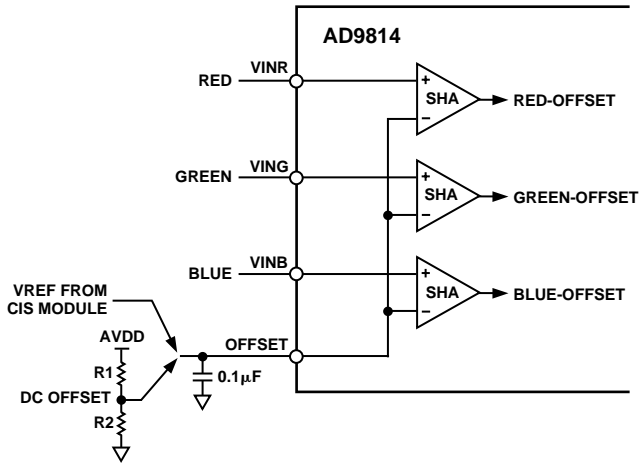 AD9814
VINR
RED
+
SHA
−
RED-OFFSET
VING
GREEN
+
SHA
−
GREEN-OFFSET
VINB
BLUE
+
SHA
−
BLUE-OFFSET
VREF FROM
CIS MODULE
AVDD
OFFSET
R1
0.1μF
DC OFFSET
R2